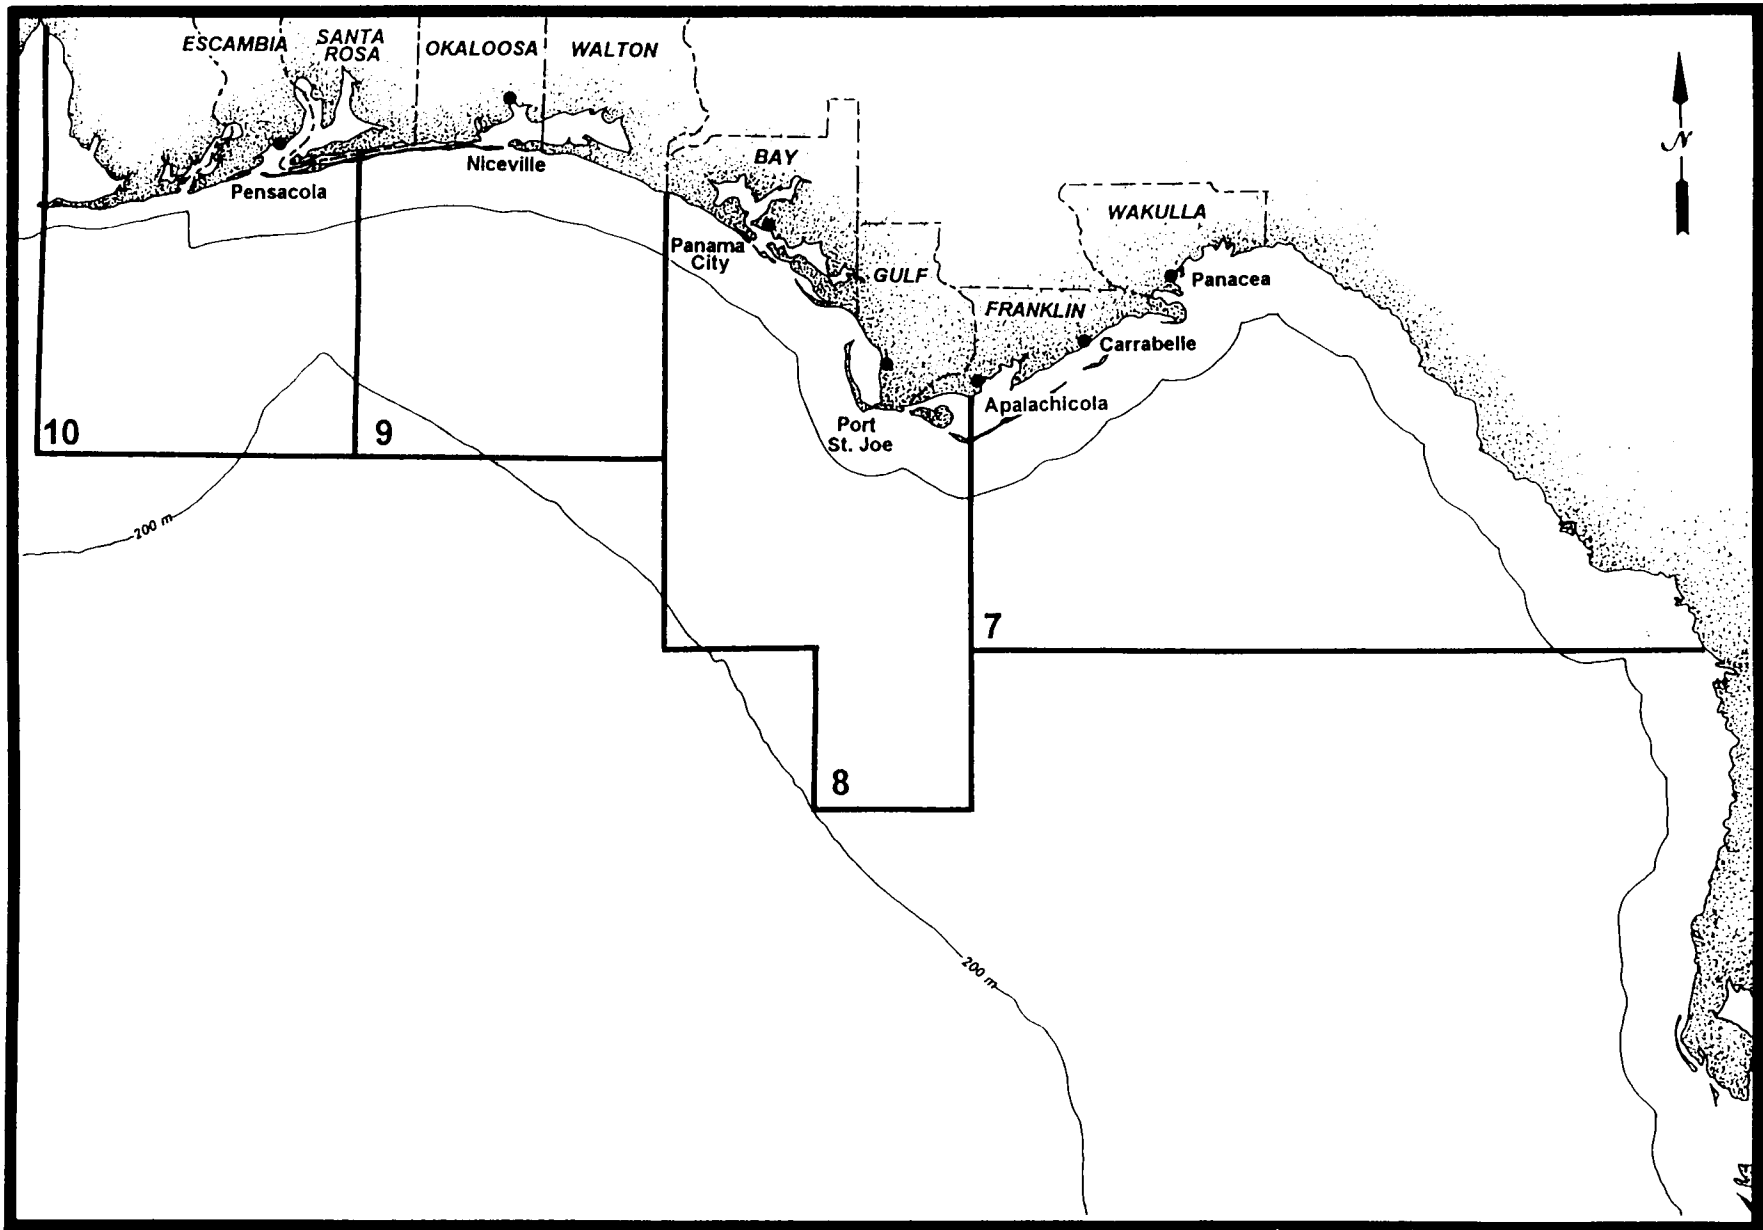 ESCAMBIA
SANTA
ROSA
OKALOOSA
WALTON
N
Pensacola
Niceville
BAY
Panama
City
WAKULLA
GULF
Panacea
FRANKLIN
Carrabelle
Apalachicola
Port
St. Joe
10
9
200 m
7
8
200 m